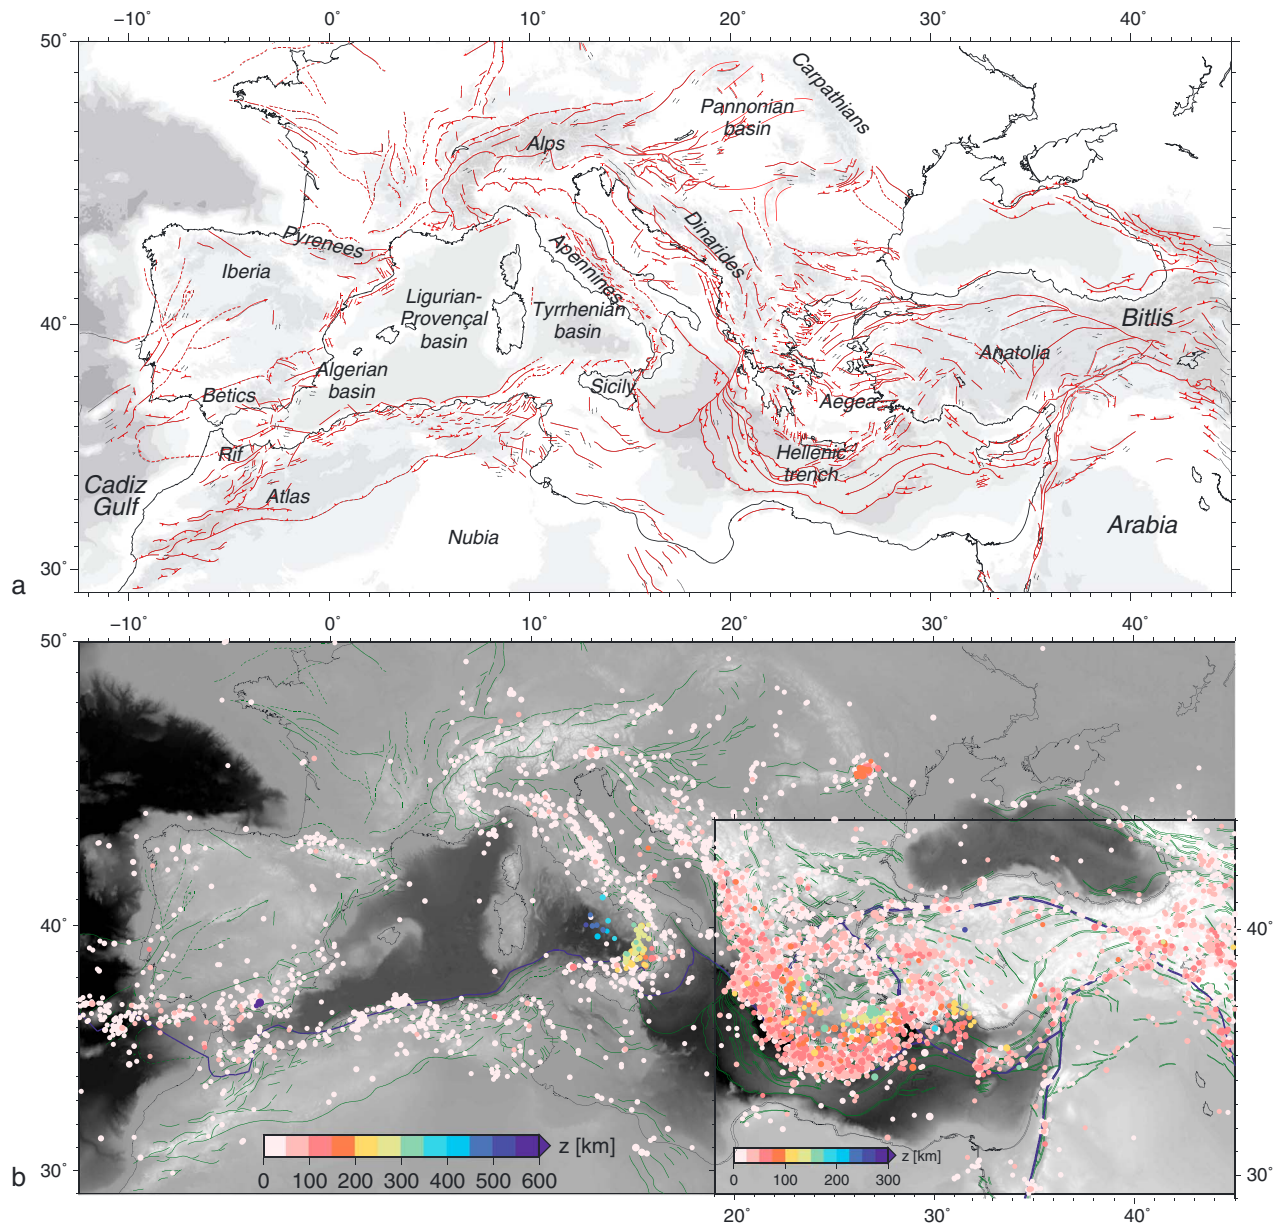 −10° 0° 10° 20° 30° 40°
50°
Carpathians
Pannonian
basin
Alps
Dinarides
Pyrenees
Apennines
Iberia
Ligurian-
Provençal
basin
Tyrrhenian
basin
Bitlis
40°
Anatolia
Algerian
basin
Sicily
Betics
Aegea
Rif
Hellenic
trench
Cadiz
Gulf
Atlas
Nubia
Arabia
30°
a
−10° 0° 10° 20° 30° 40°
50°
40° 40°
z [km]
0 100 200 300 400 500 600
z [km]
0 100 200 300
30° 30°
b
20° 30° 40°